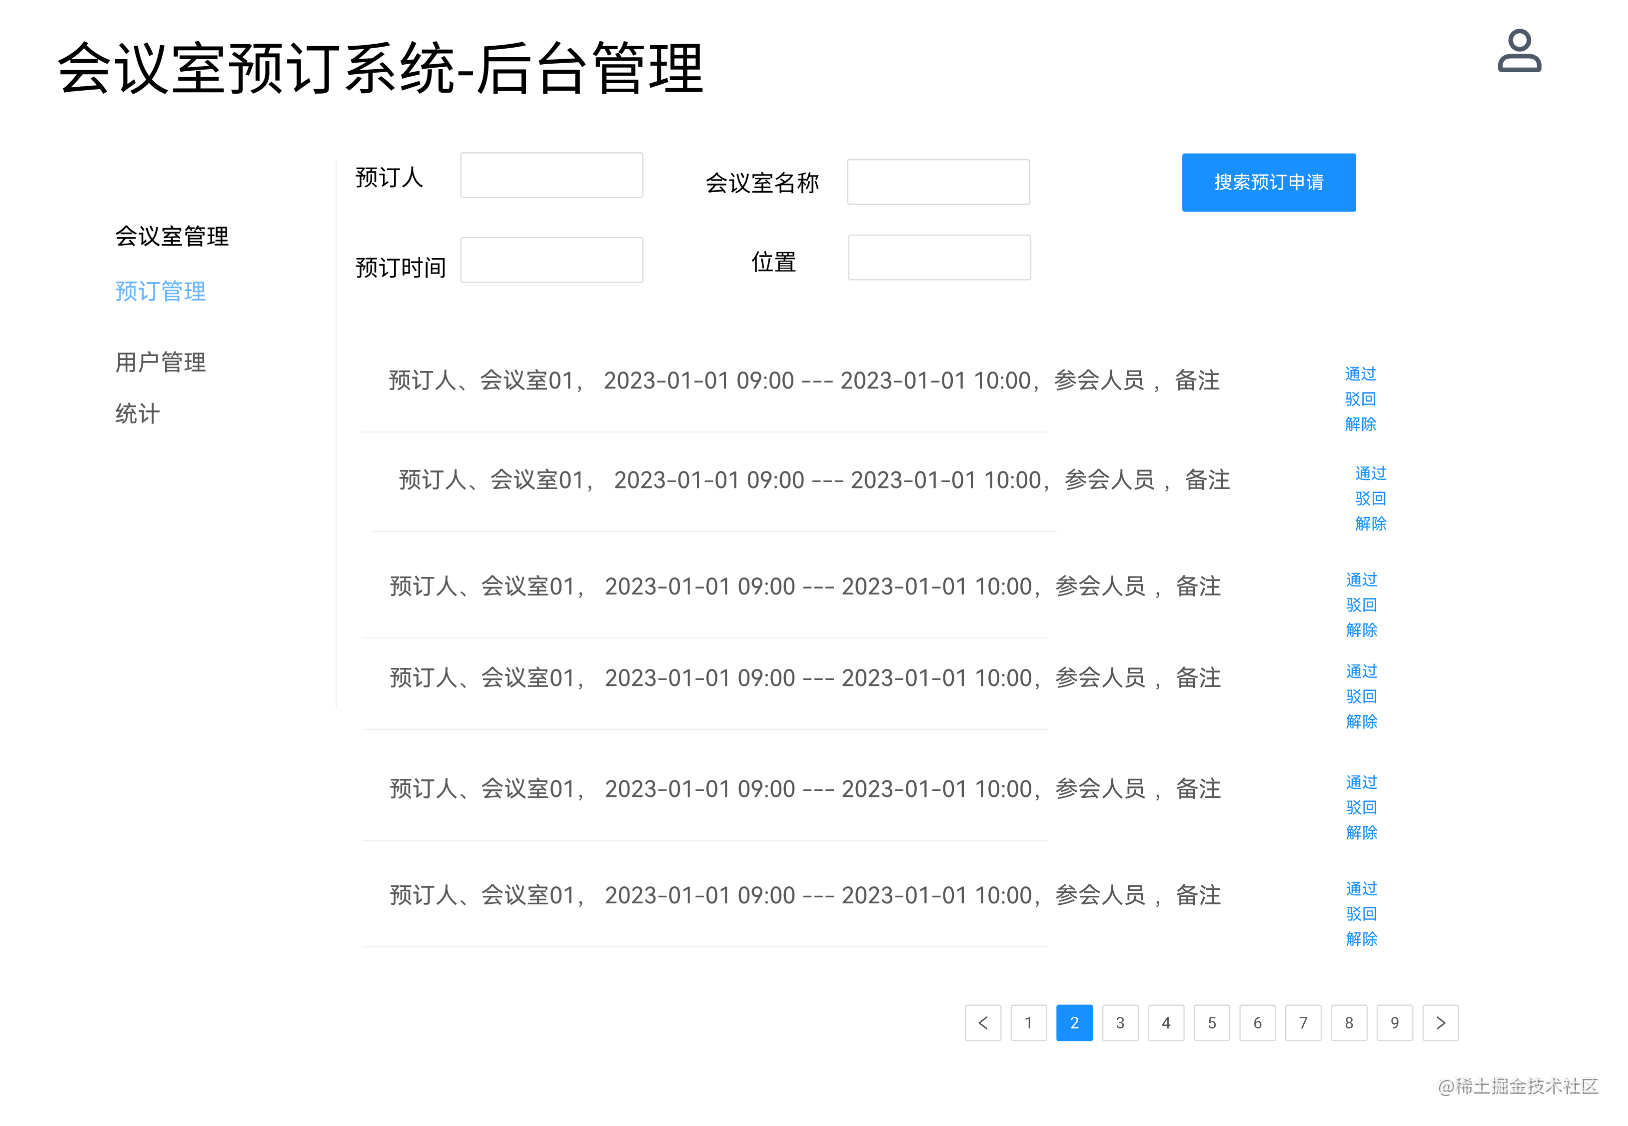 会议室预订系统-后台管理
预订人
会议室名称
搜索预订申请
会议室管理
预订管理
预订时间
位置
用户管理
统计
预订人、会议室01， 2023-01-01 09:00 --- 2023-01-01 10:00，参会人员 ，备注
通过
驳回
解除
预订人、会议室01， 2023-01-01 09:00 --- 2023-01-01 10:00，参会人员 ，备注
通过
驳回
解除
预订人、会议室01， 2023-01-01 09:00 --- 2023-01-01 10:00，参会人员 ，备注
通过
驳回
解除
预订人、会议室01， 2023-01-01 09:00 --- 2023-01-01 10:00，参会人员 ，备注
通过
驳回
解除
预订人、会议室01， 2023-01-01 09:00 --- 2023-01-01 10:00，参会人员 ，备注
通过
驳回
解除
预订人、会议室01， 2023-01-01 09:00 --- 2023-01-01 10:00，参会人员 ，备注
通过
驳回
解除
< 1 2 3 4 5 6 7 8 9 >
@稀土掘金技术社区